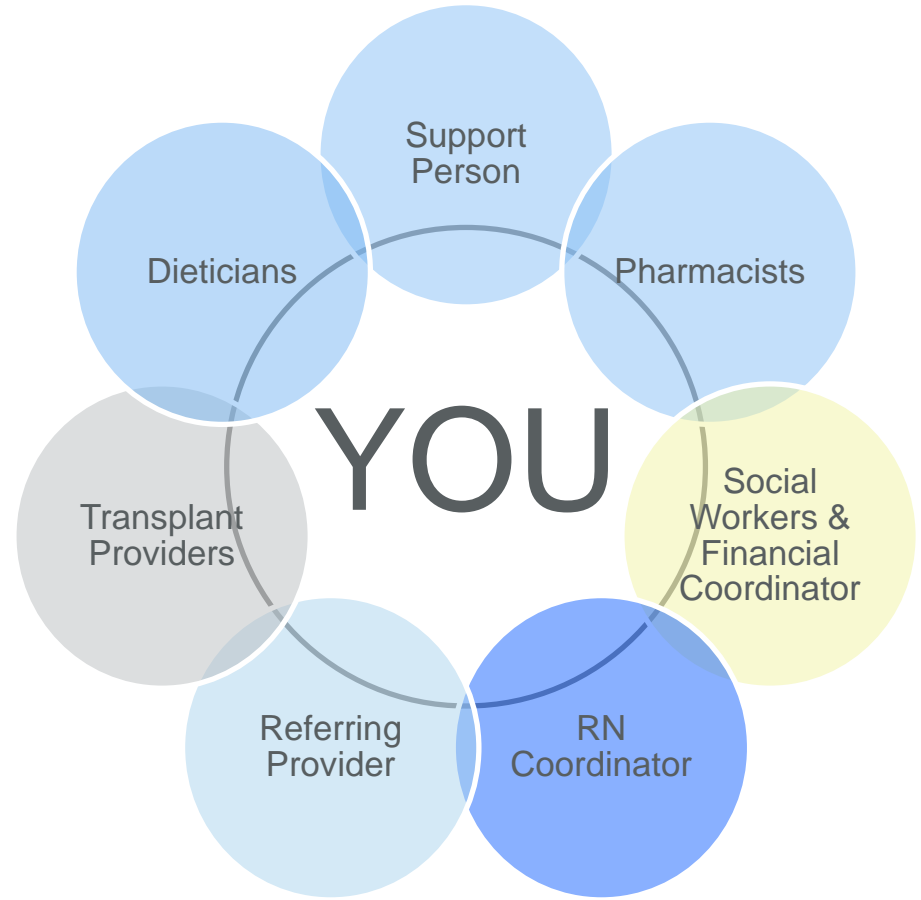 Support
Person
Dieticians
Pharmacists
YOU
Transplant
Providers
Social
Workers &
Financial
Coordinator
Referring
Provider
RN
Coordinator